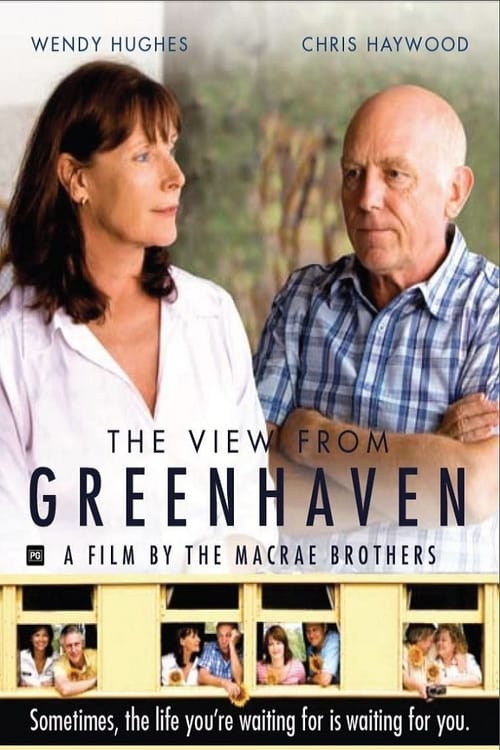 WENDY HUGHES CHRIS HAYWOOD
THE VIEW FROM
GREENHAVEN
PG A FILM BY THE MACRAE BROTHERS
Sometimes, the life you're waiting for is waiting for you.